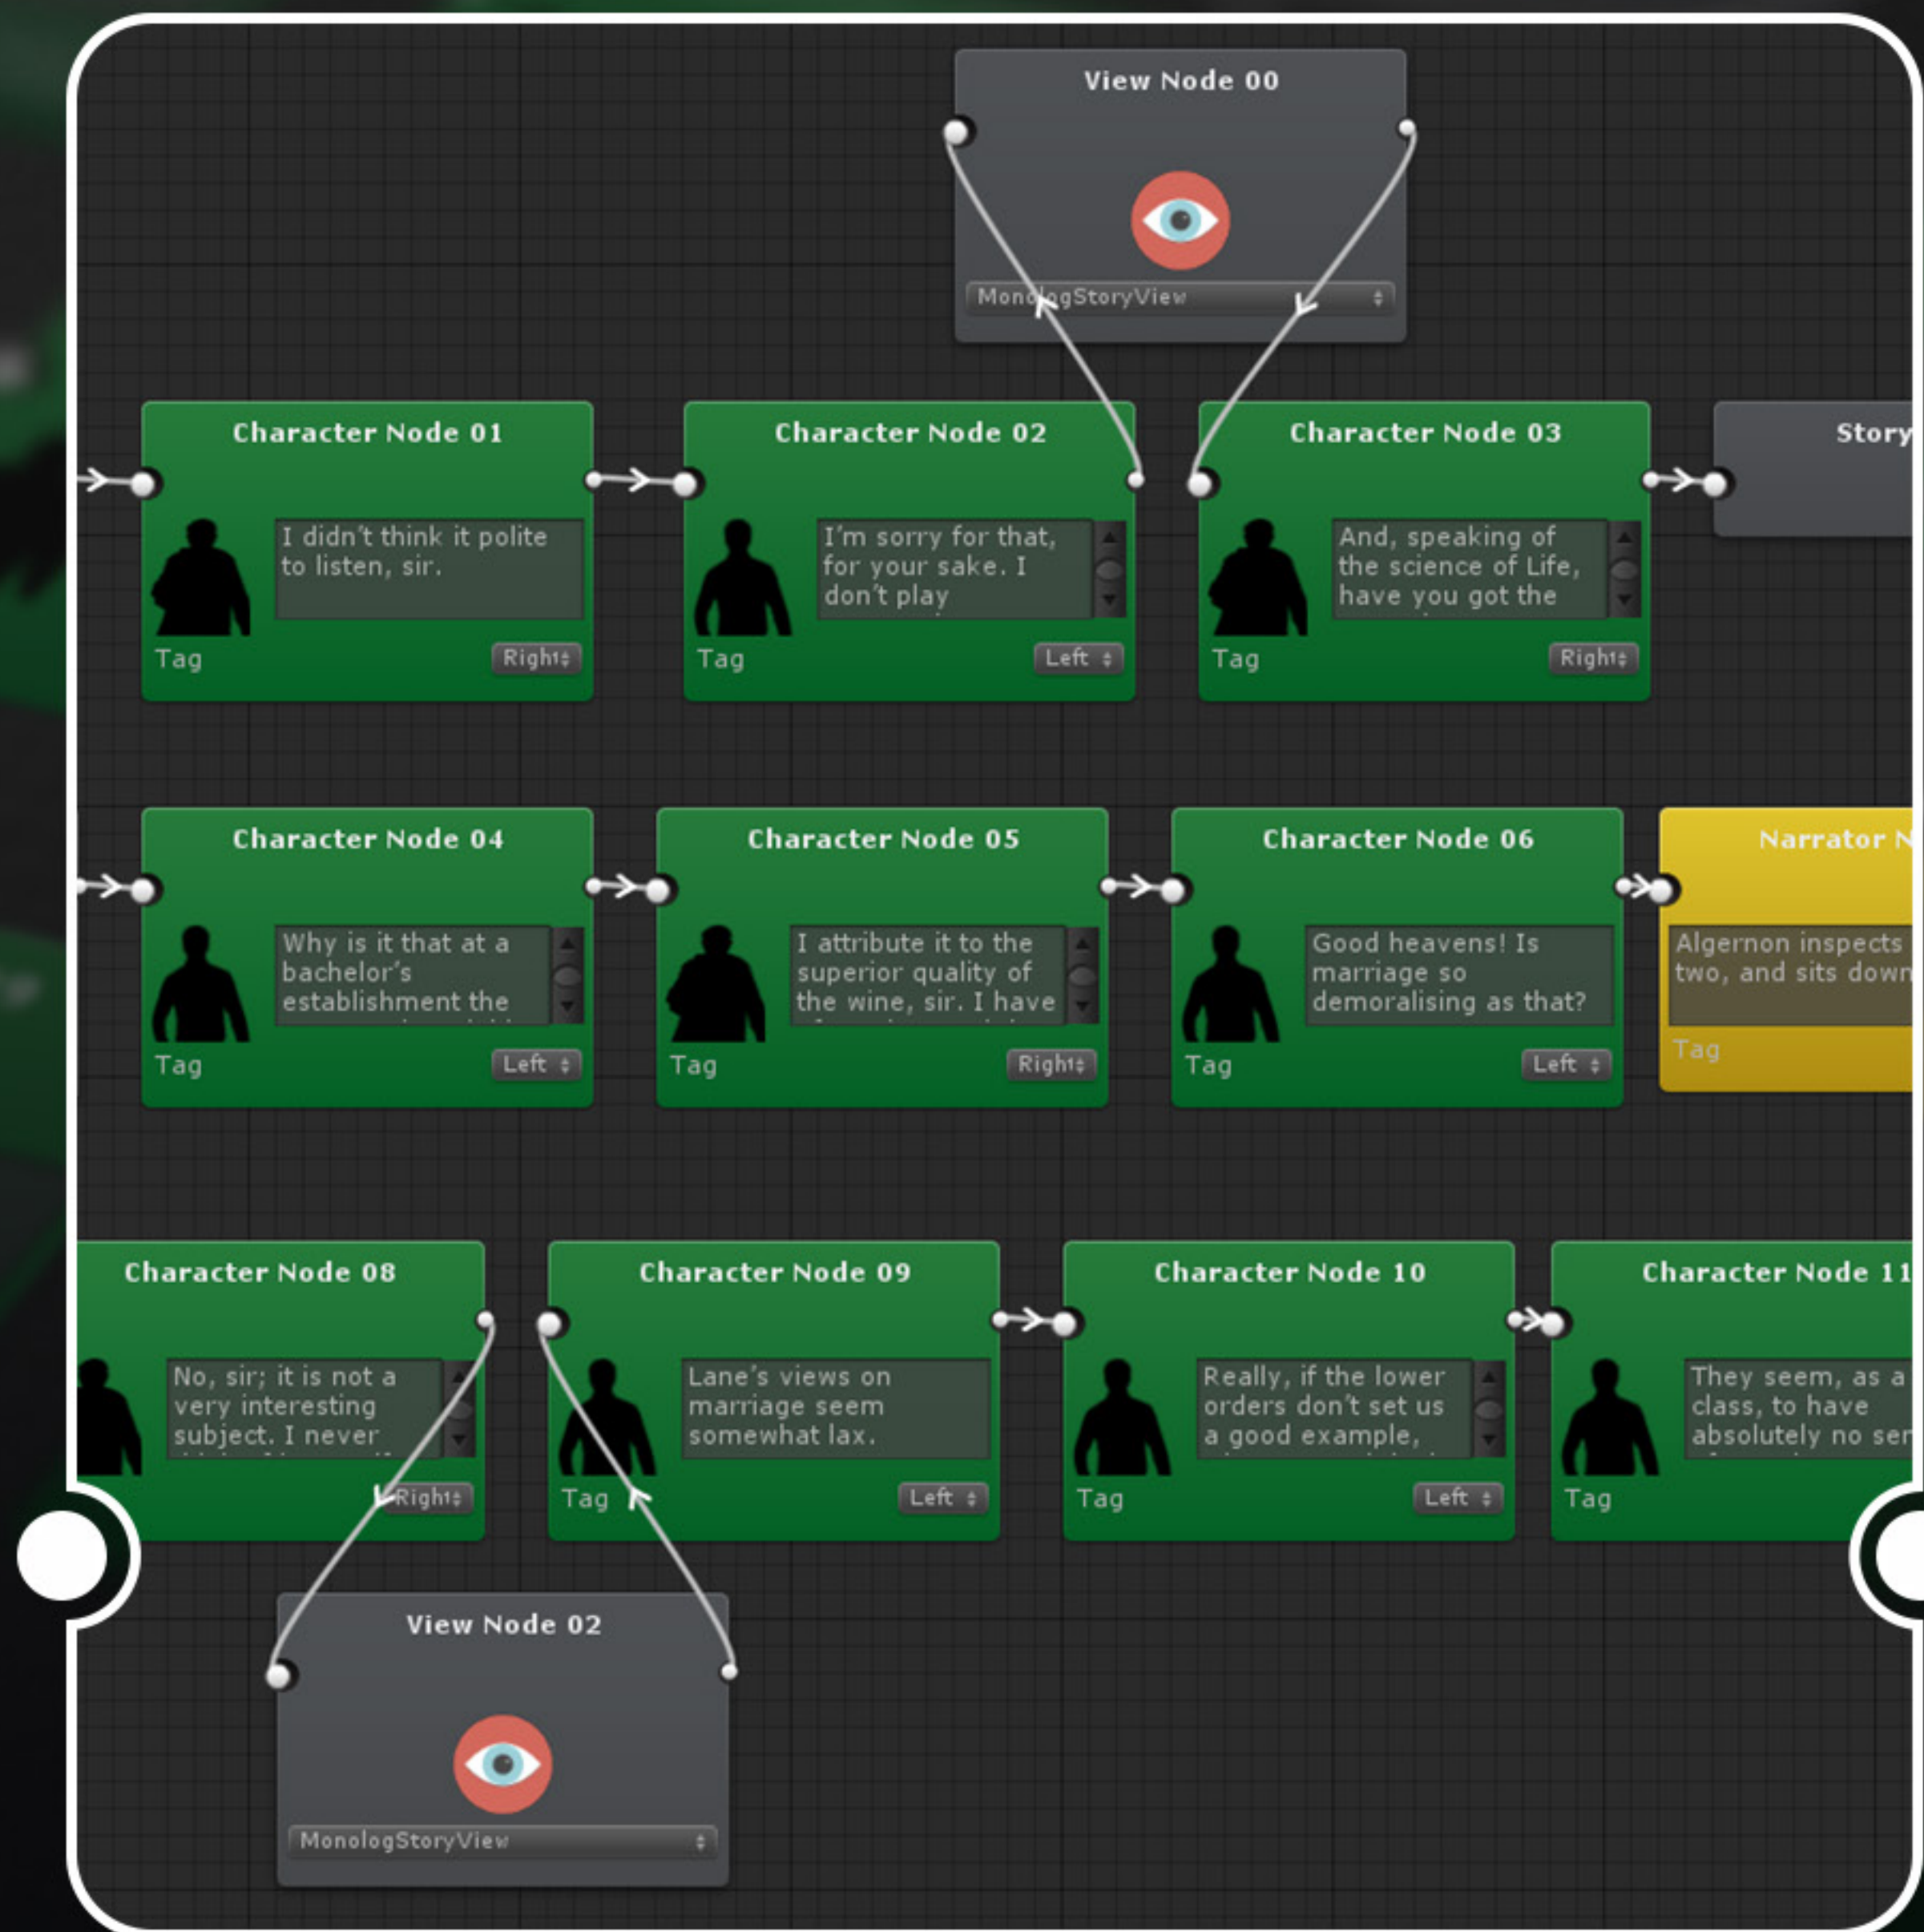 View Node 00
MonologStoryView
Character Node 01
I didn't think it polite
to listen, sir.
Tag
Right
Character Node 02
I'm sorry for that,
for your sake. I
don't play
Tag
Left
Character Node 03
And, speaking of
the science of Life,
have you got the
Tag
Right
Story
Character Node 04
Why is it that at a
bachelor's
establishment the
Tag
Left
Character Node 05
I attribute it to the
superior quality of
the wine, sir. I have
Tag
Right
Character Node 06
Good heavens! Is
marriage so
demoralising as that?
Tag
Left
Narrator N
Algernon inspects
two, and sits down
Tag
Character Node 08
No, sir; it is not a
very interesting
subject. I never
Right
Character Node 09
Lane's views on
marriage seem
somewhat lax.
Tag
Left
Character Node 10
Really, if the lower
orders don't set us
a good example,
Tag
Left
Character Node 11
They seem, as a
class, to have
absolutely no
Tag
View Node 02
MonologStoryView